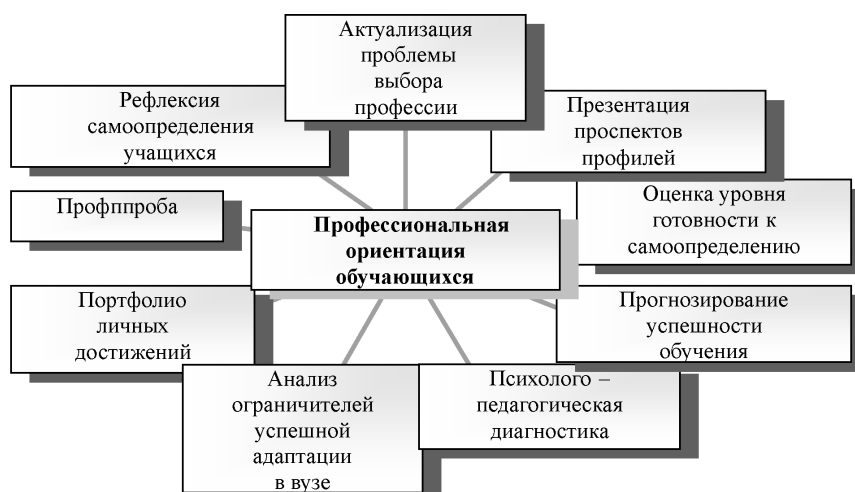 Актуализация
проблемы
выбора
профессии
Рефлексия
самоопределения
учащихся
Презентация
проспектов
профилей
Профппроба
Оценка уровня
готовности к
самоопределению
Профессиональная
ориентация
обучающихся
Портфолио
личных
достижений
Прогнозирование
успешности
обучения
Анализ
ограничителей
успешной
адаптации
в вузе
Психолого –
педагогическая
диагностика